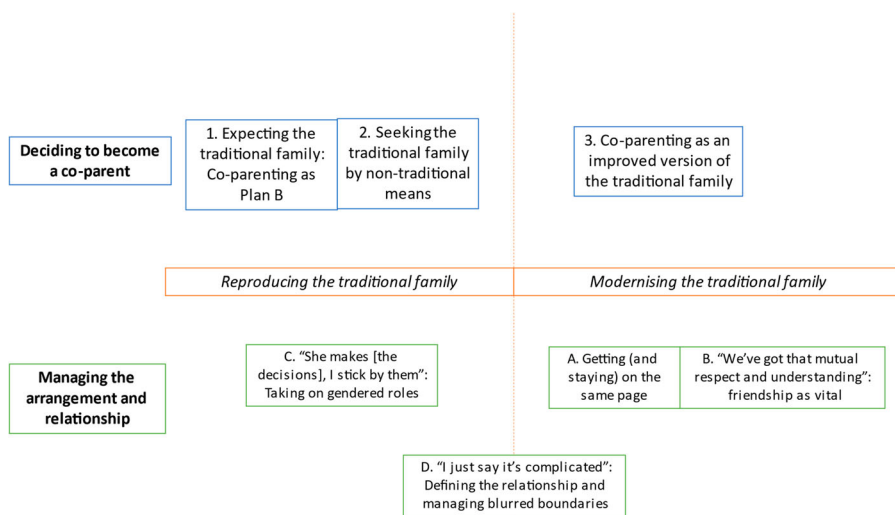 Deciding to become
a co-parent
1. Expecting the
traditional family:
Co-parenting as
Plan B
2. Seeking the
traditional family
by non-traditional
means
3. Co-parenting as an
improved version of
the traditional family
Reproducing the traditional family
Modernising the traditional family
Managing the
arrangement and
relationship
C. “She makes [the
decisions], I stick by them”:
Taking on gendered roles
A. Getting (and
staying) on the
same page
B. “We’ve got that mutual
respect and understanding”:
friendship as vital
D. “I just say it’s complicated”:
Defining the relationship and
managing blurred boundaries